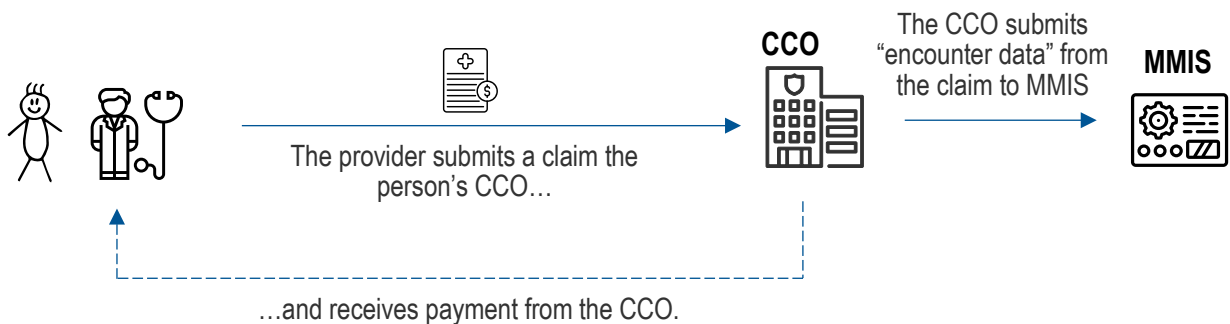 CCO
The CCO submits
“encounter data” from
the claim to MMIS
MMIS
$
The provider submits a claim the
person’s CCO…
…and receives payment from the CCO.